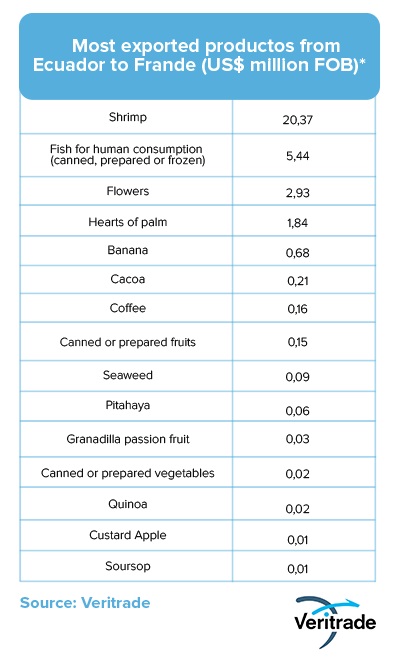 Most exported productos from
Ecuador to Frande (US$ million FOB)*
Shrimp 20,37
Fish for human consumption
(canned, prepared or frozen) 5,44
Flowers 2,93
Hearts of palm 1,84
Banana 0,68
Cacoa 0,21
Coffee 0,16
Canned or prepared fruits 0,15
Seaweed 0,09
Pitahaya 0,06
Granadilla passion fruit 0,03
Canned or prepared vegetables 0,02
Quinoa 0,02
Custard Apple 0,01
Soursop 0,01
Source: Veritrade
Veritrade